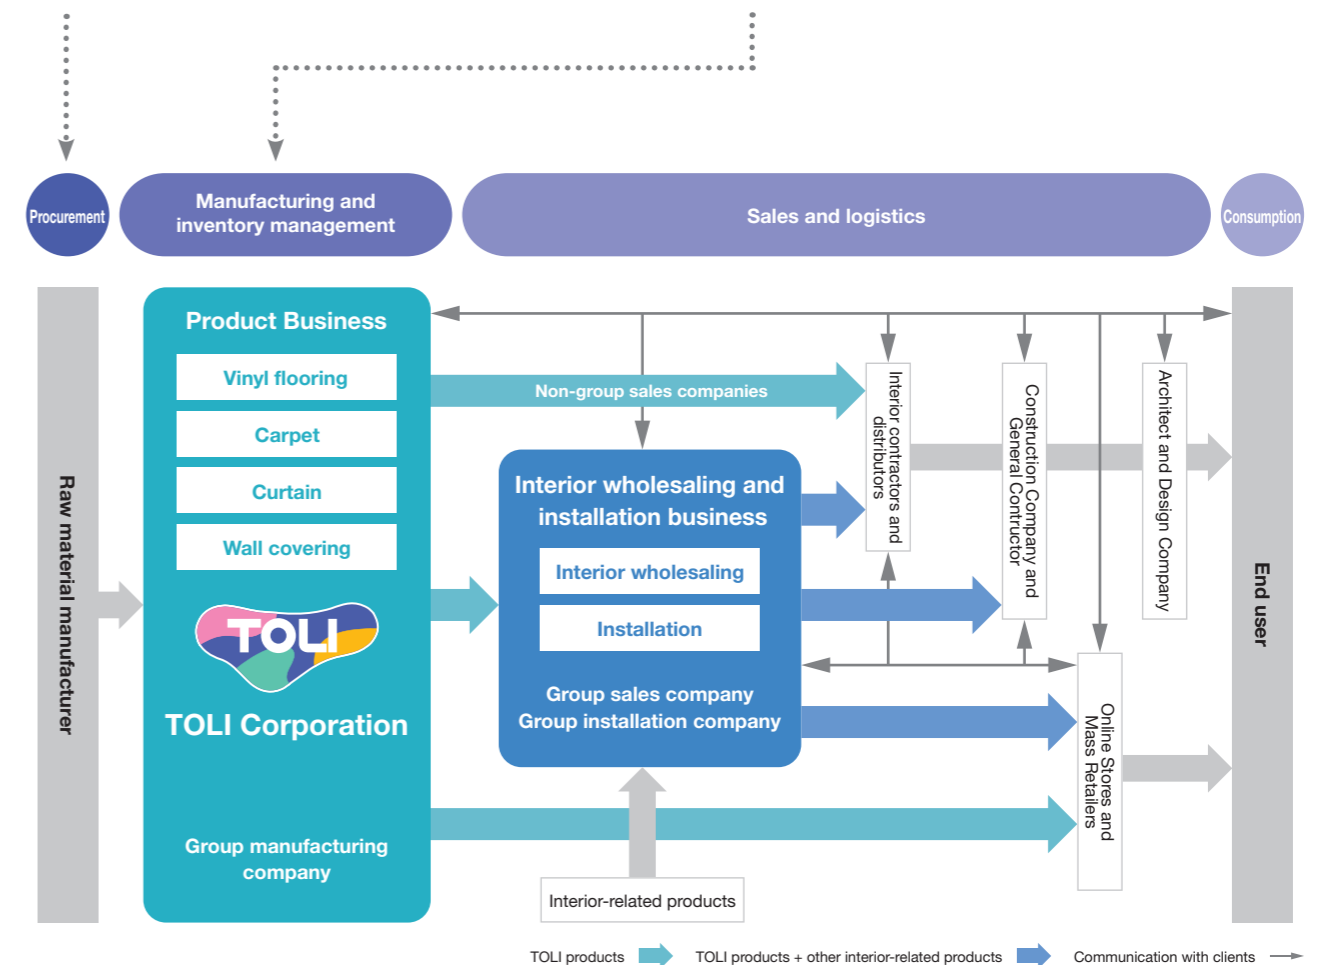 Procurement
Manufacturing and
inventory management
Sales and logistics
Consumption
Raw material manufacturer
Product Business
Vinyl flooring
Carpet
Curtain
Wall covering
TOLI
TOLI Corporation
Group manufacturing
company
Non-group sales companies
Interior wholesaling and
installation business
Interior wholesaling
Installation
Group sales company
Group installation company
Interior-related products
Interior contractors and
distributors
Construction Company and
General Contructor
Architect and Design Company
Online Stores and
Mass Retailers
End user
TOLI products
TOLI products + other interior-related products
Communication with clients